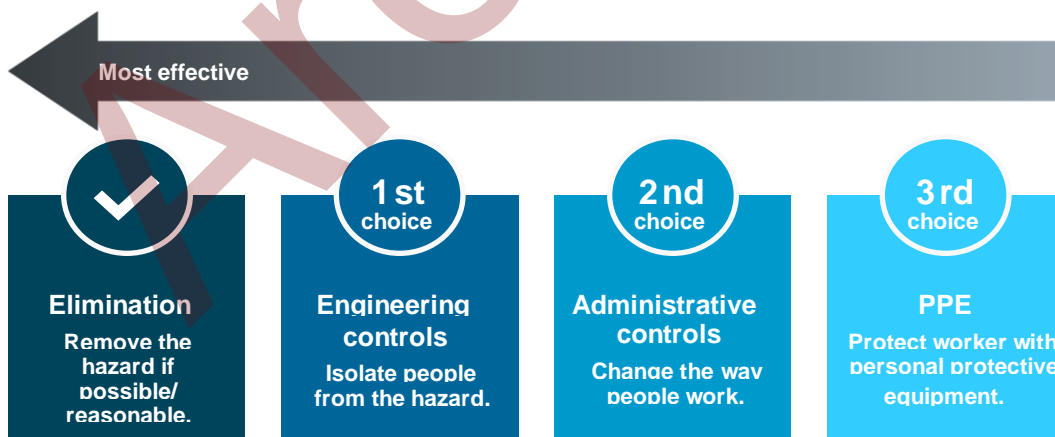 Most effective
1st
choice
2nd
choice
3rd
choice
Elimination
Remove the
hazard if
possible/
reasonable.
Engineering
controls
Isolate people
from the hazard.
Administrative
controls
Change the way
people work.
PPE
Protect worker with
personal protective
equipment.